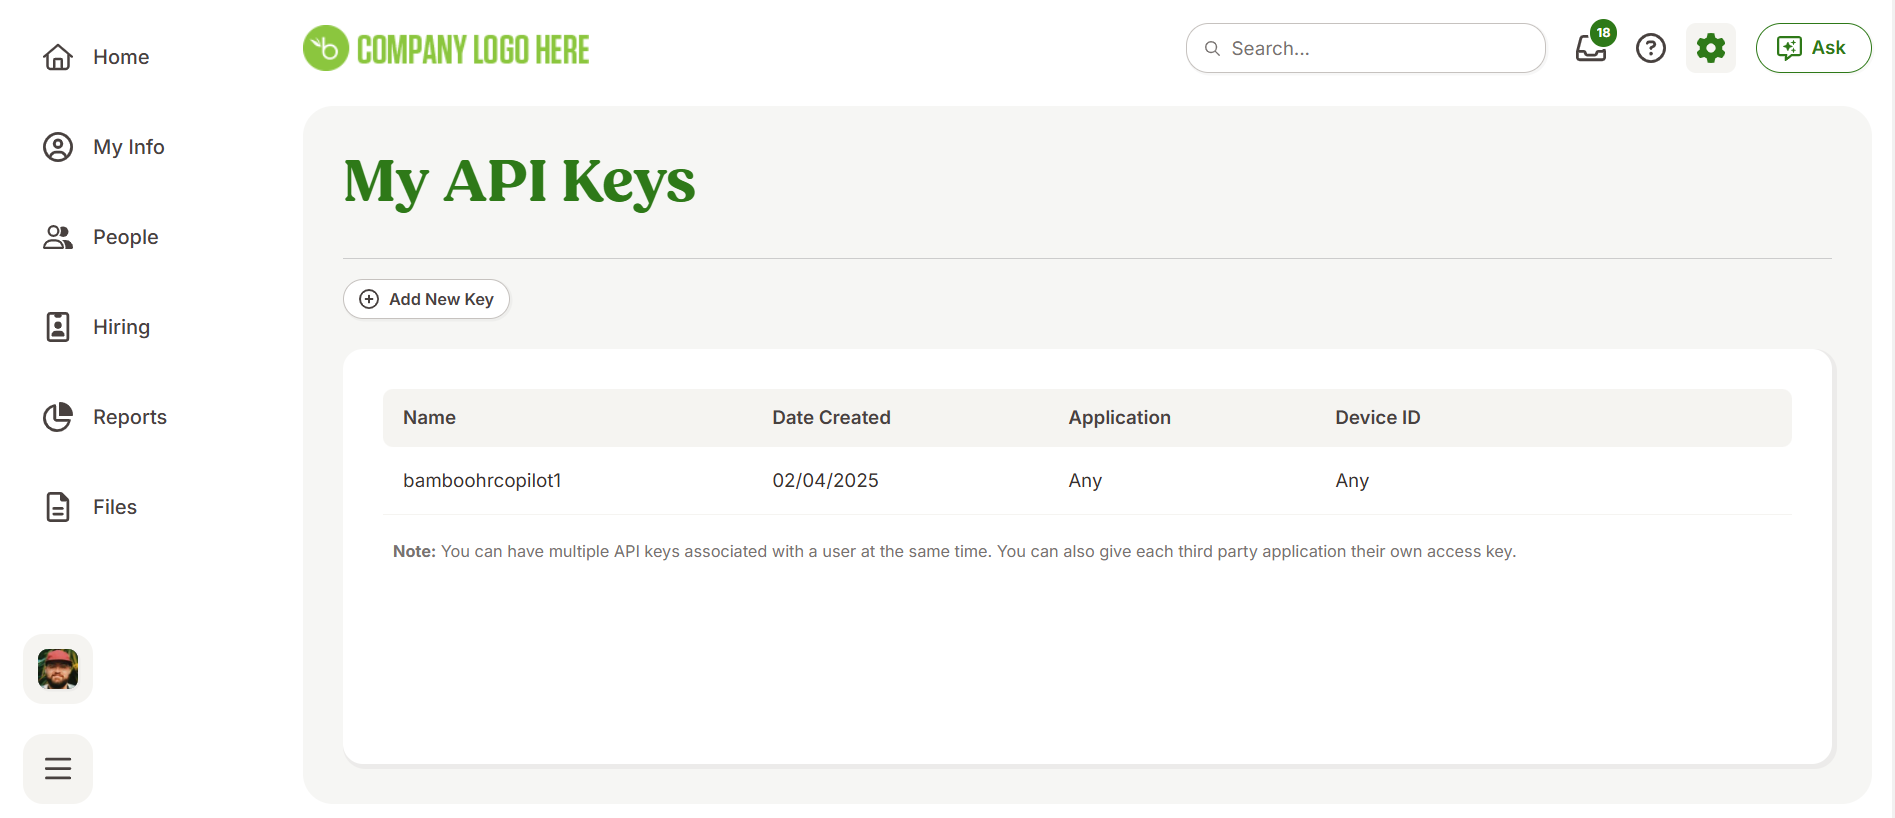 Home
My Info
People
Hiring
Reports
Files
b COMPANY LOGO HERE
Search...
18
Ask
My API Keys
Add New Key
Name Date Created Application Device ID
bamboohrcopilot1 02/04/2025 Any Any
Note: You can have multiple API keys associated with a user at the same time. You can also give each third party application their own access key.